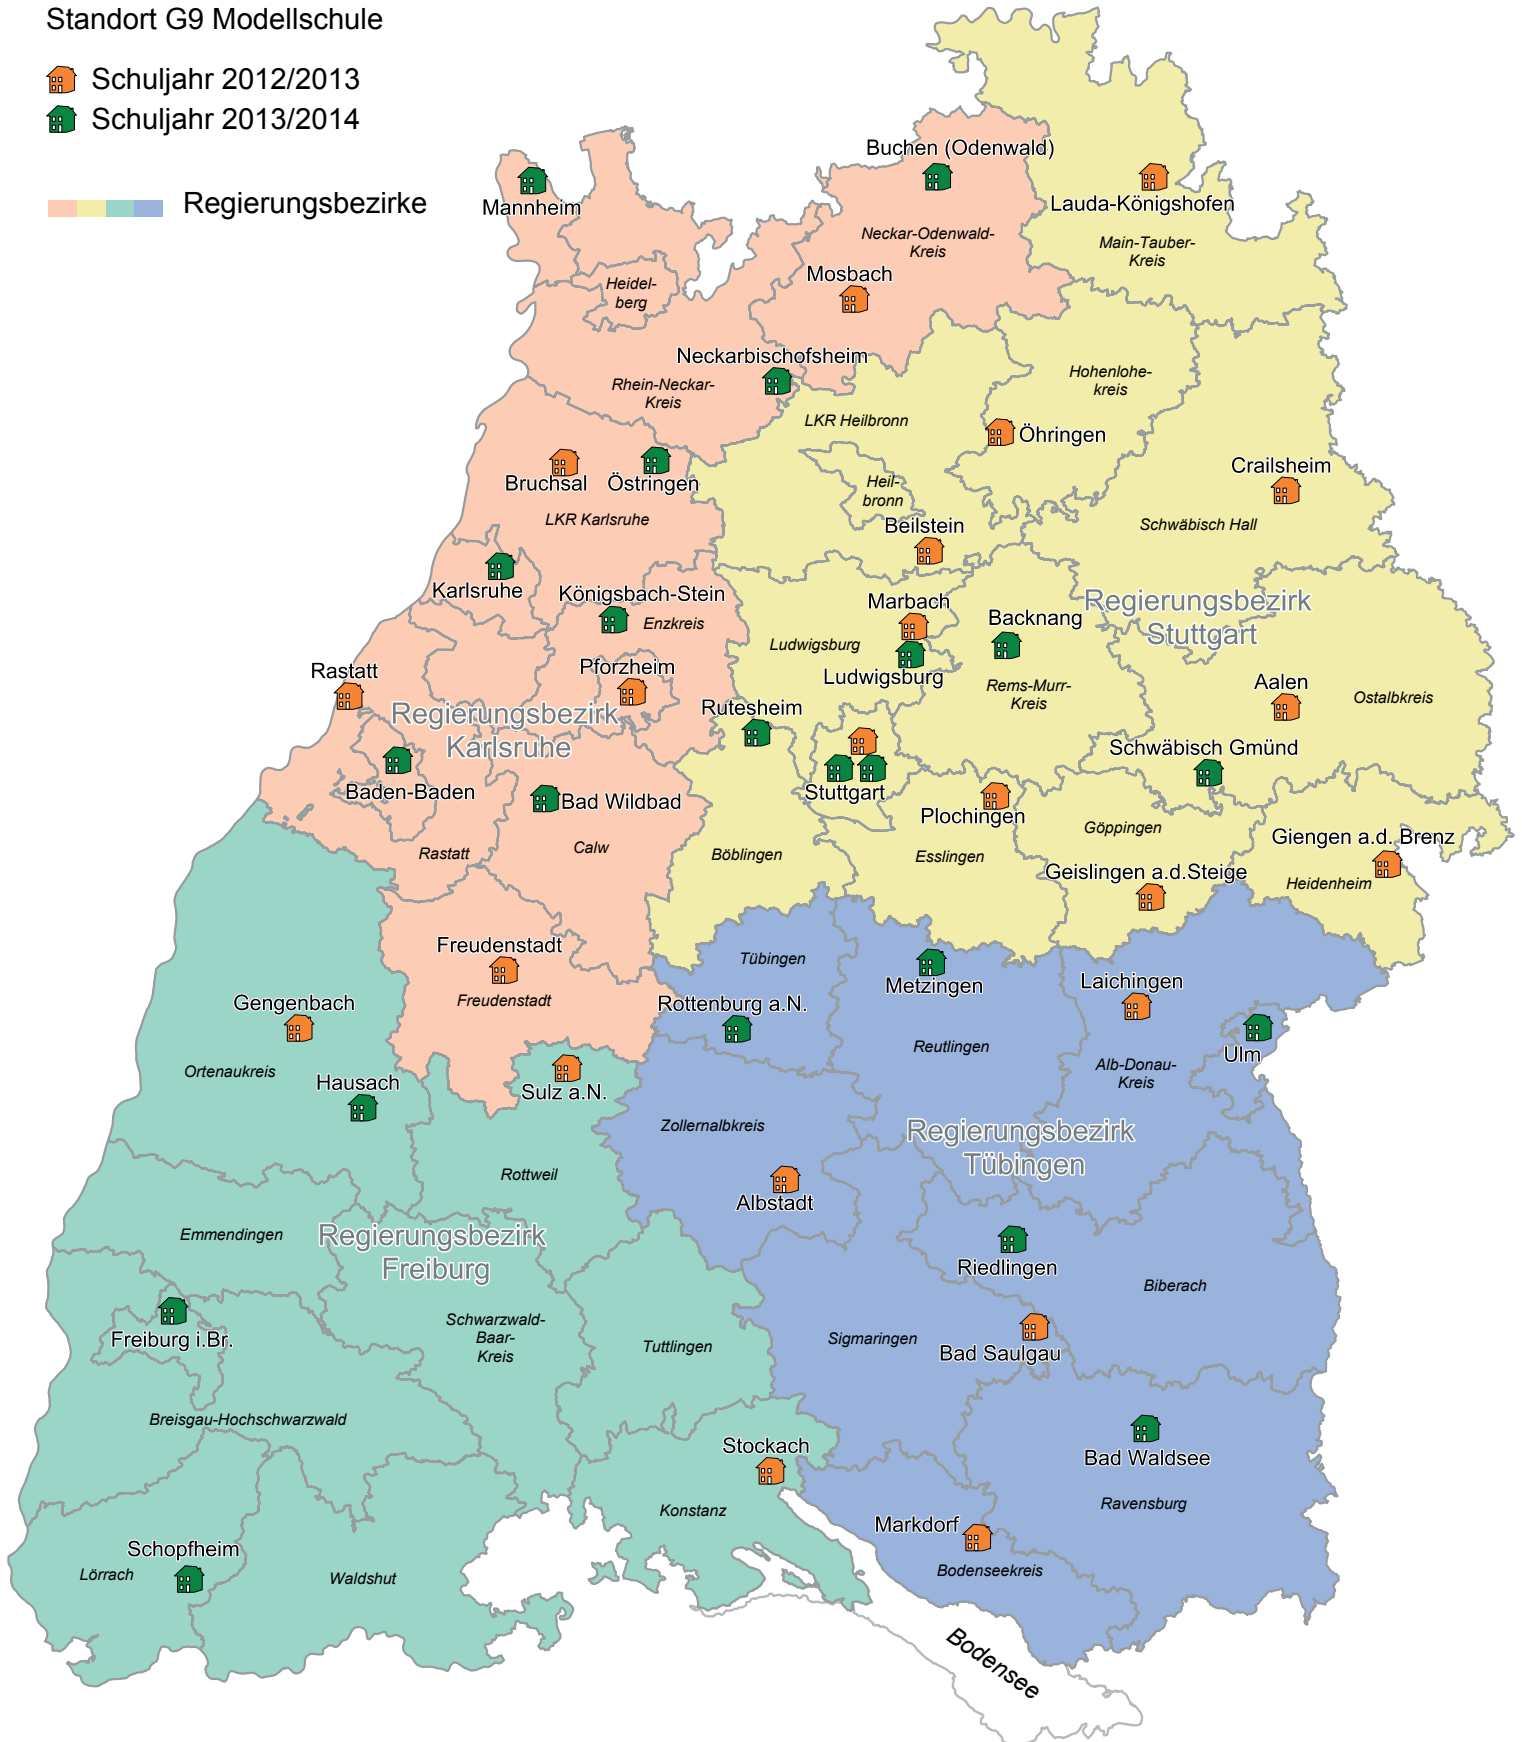 Standort G9 Modellschule
Schuljahr 2012/2013
Schuljahr 2013/2014
Regierungsbezirke
Buchen (Odenwald)
Mannheim
Lauda-Königshofen
Neckar-Odenwald-
Kreis
Main-Tauber-
Kreis
Mosbach
Heidel-
berg
Neckarbischofsheim
Rhein-Neckar-
Kreis
Hohenlohe-
kreis
LKR Heilbronn
Öhringen
Crailsheim
Bruchsal
Östringen
Heil-
bronn
LKR Karlsruhe
Beilstein
Schwäbisch Hall
Karlsruhe
Königsbach-Stein
Enzkreis
Marbach
Backnang
Regierungsbezirk
Stuttgart
Ludwigsburg
Rastatt
Pforzheim
Ludwigsburg
Rems-Murr-
Kreis
Aalen
Ostalbkreis
Regierungsbezirk
Karlsruhe
Rutesheim
Schwäbisch Gmünd
Baden-Baden
Bad Wildbad
Stuttgart
Plochingen
Göppingen
Giengen a.d. Brenz
Rastatt
Calw
Böblingen
Esslingen
Geislingen a.d.Steige
Heidenheim
Freudenstadt
Tübingen
Metzingen
Laichingen
Gengenbach
Freudenstadt
Rottenburg a.N.
Reutlingen
Ulm
Ortenaukreis
Hausach
Sulz a.N.
Alb-Donau-
Kreis
Zollernalbkreis
Regierungsbezirk
Tübingen
Rottweil
Albstadt
Emmendingen
Regierungsbezirk
Freiburg
Riedlingen
Biberach
Freiburg i.Br.
Schwarzwald-
Baar-
Kreis
Tuttlingen
Sigmaringen
Bad Saulgau
Breisgau-Hochschwarzwald
Stockach
Bad Waldsee
Konstanz
Ravensburg
Markdorf
Schopfheim
Lörrach
Waldshut
Bodenseekreis
Bodensee